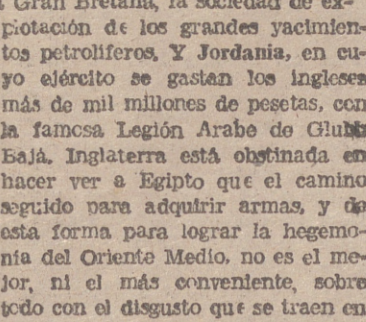 Gran Bretaña, la sociedad de ex-
plotación de los grandes yacimien-
tos petrolíferos. Y Jordania, en cu-
yo ejército se gastan los ingleses
más de mil millones de pesetas, con
la famosa Legión Arabe de Glubb
Bajá. Inglaterra está obstinada en
hacer ver a Egipto que el camino
seguido para adquirir armas, y de
esta forma para lograr la hegemo-
nía del Oriente Medio, no es el me-
jor, ni el más conveniente, sobre
todo con el disgusto que se traen en